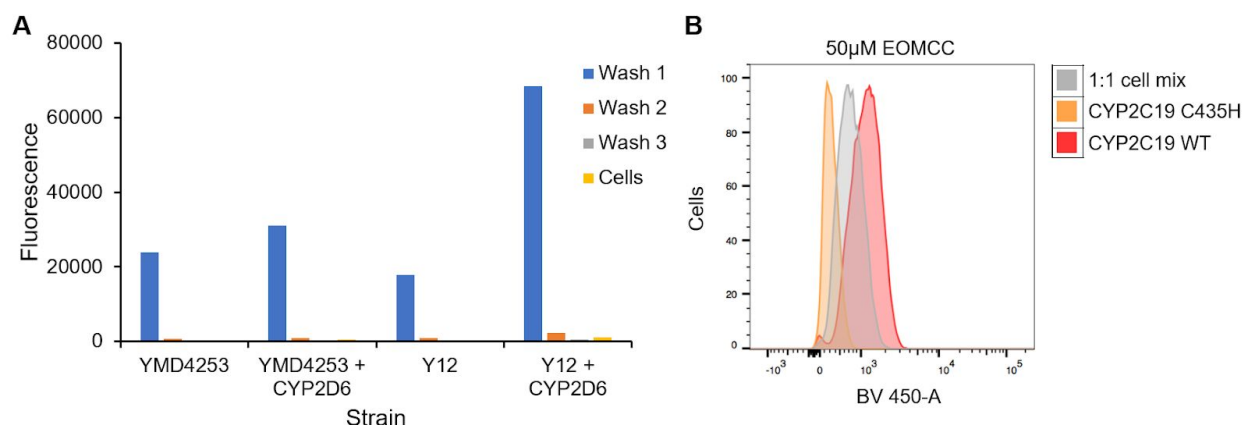 A
80000
60000
40000
20000
0
Fluorescence
Wash 1
Wash 2
Wash 3
Cells
YMD4253
YMD4253 +
CYP2D6
Y12
Y12 +
CYP2D6
Strain
B
50µM EOMCC
100
80
60
40
20
0
Cells
-10³
0
10³
10⁴
10⁵
BV 450-A
1:1 cell mix
CYP2C19 C435H
CYP2C19 WT